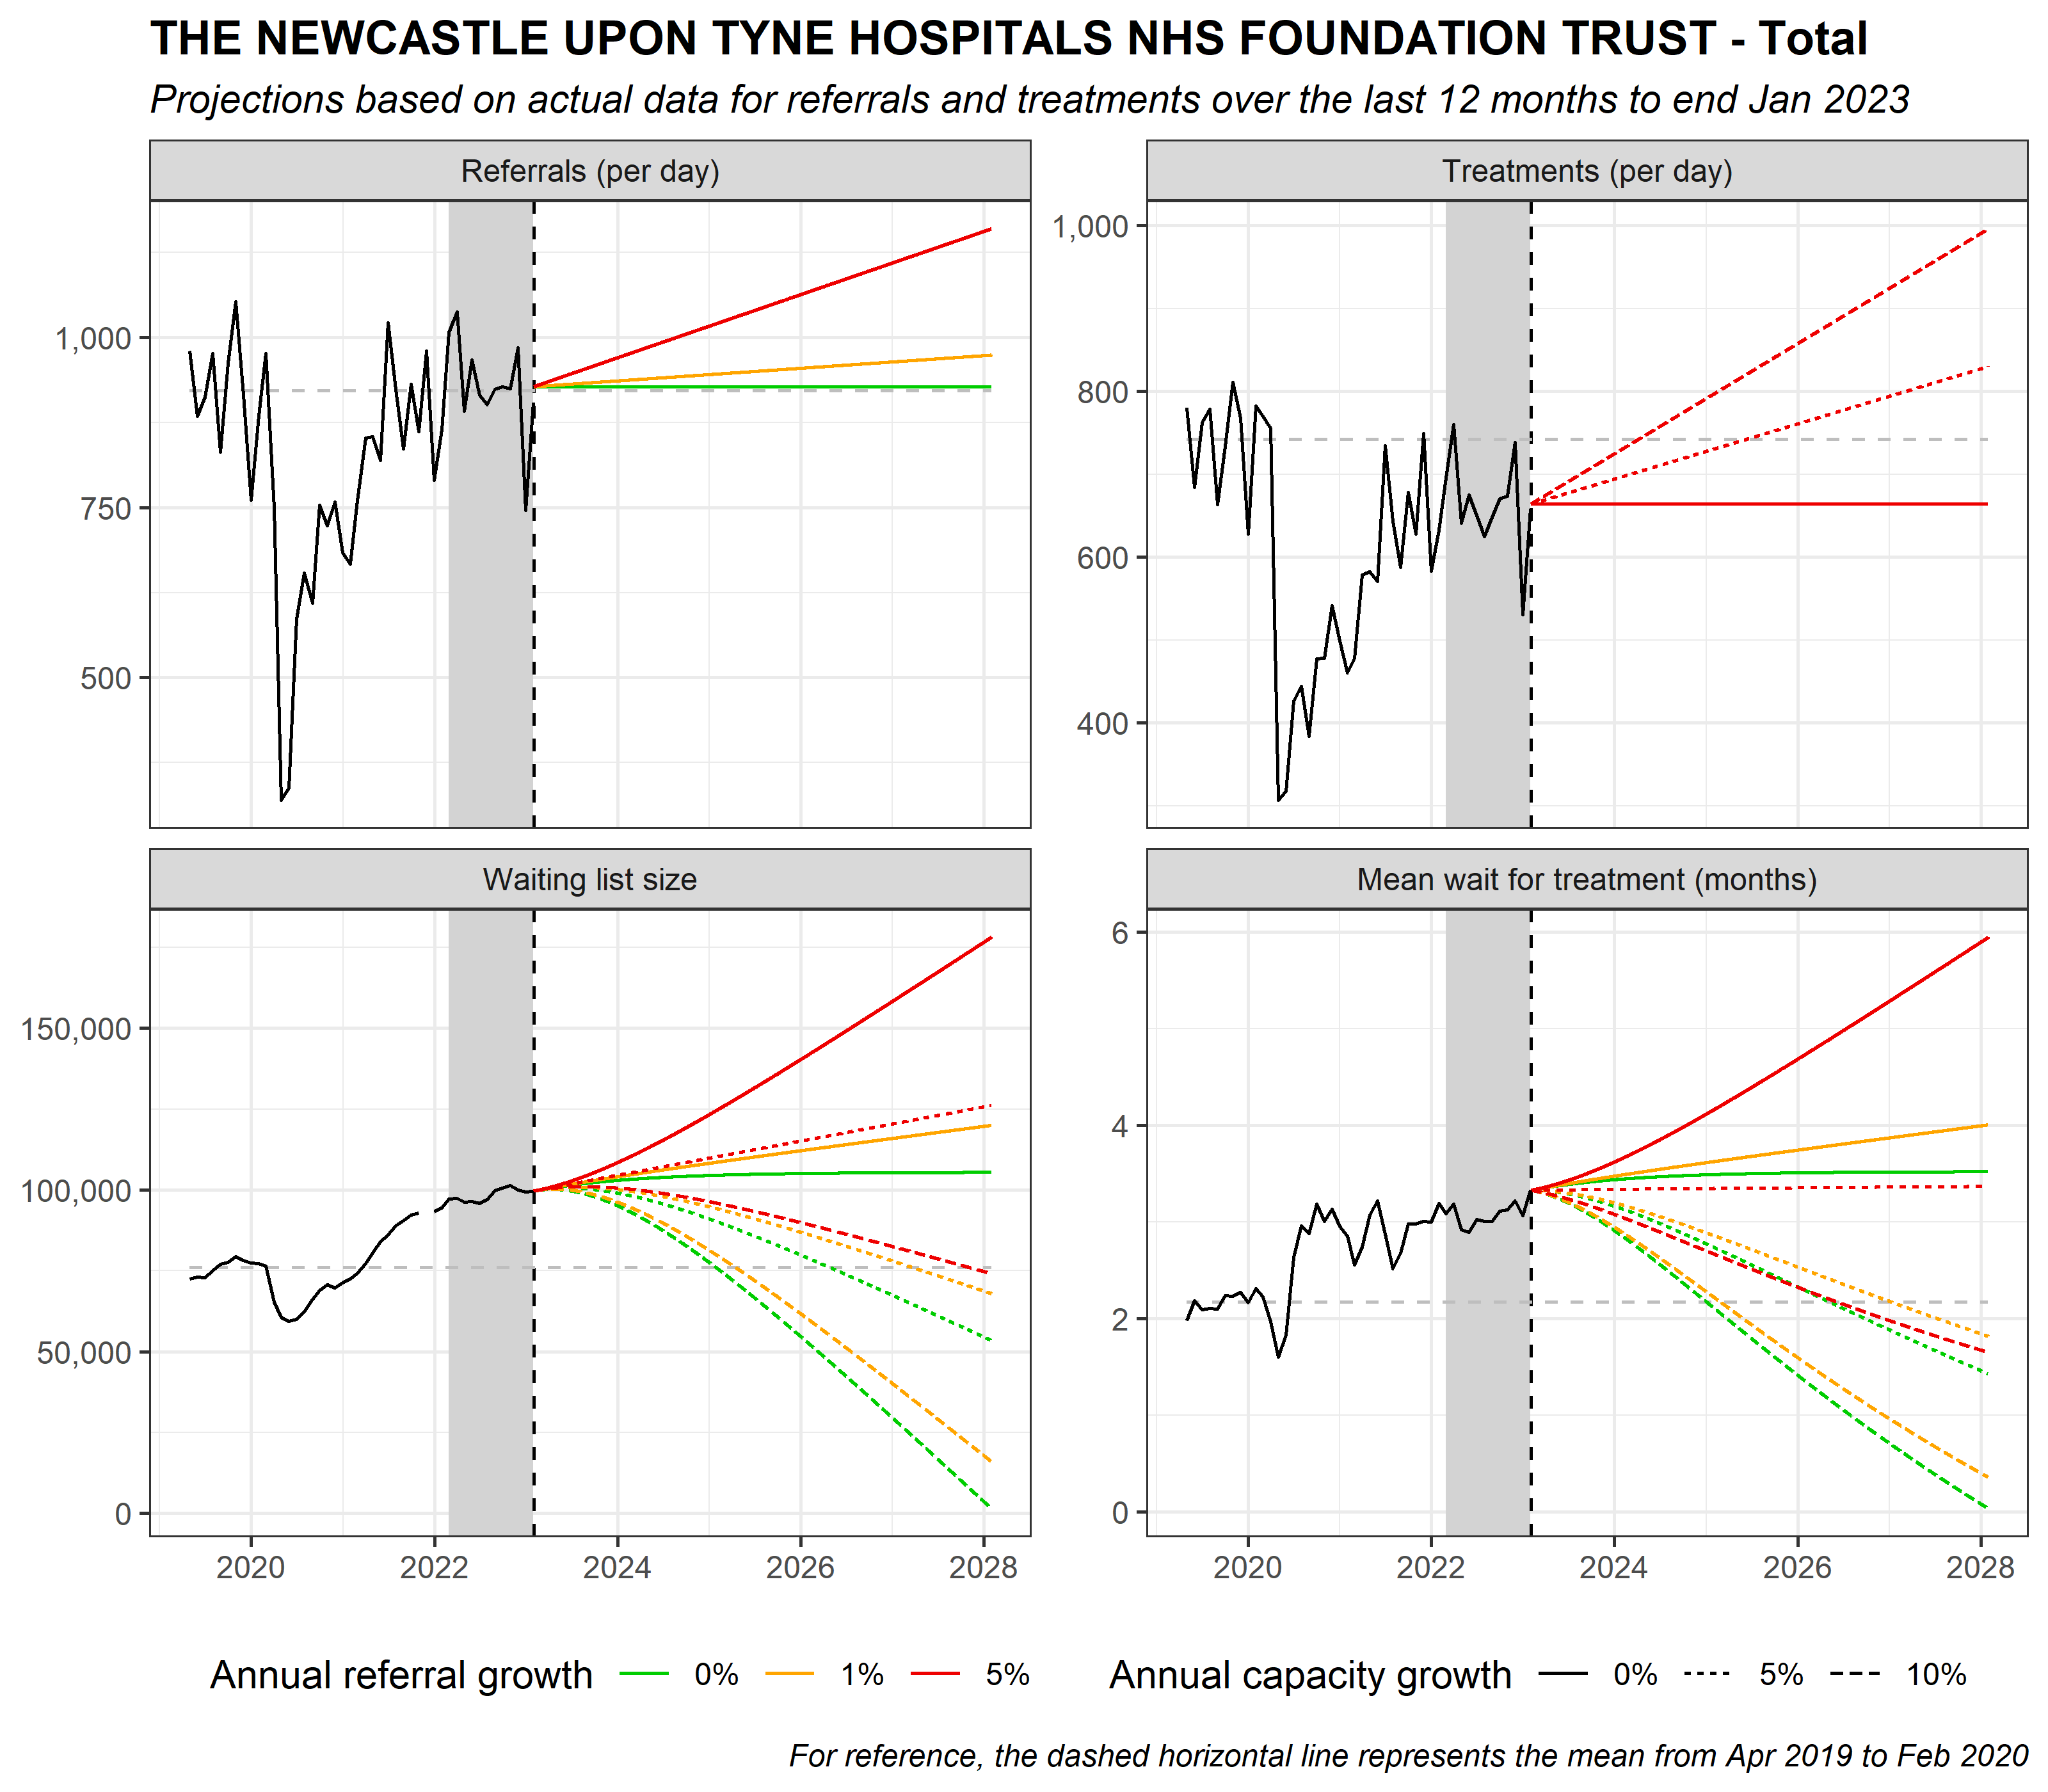 THE NEWCASTLE UPON TYNE HOSPITALS NHS FOUNDATION TRUST - Total
Projections based on actual data for referrals and treatments over the last 12 months to end Jan 2023
Referrals (per day)
1,000
750
500
Treatments (per day)
1,000
800
600
400
Waiting list size
150,000
100,000
50,000
0
2020 2022 2024 2026 2028
Mean wait for treatment (months)
6
4
2
0
2020 2022 2024 2026 2028
Annual referral growth 0% 1% 5%
Annual capacity growth 0% 5% 10%
For reference, the dashed horizontal line represents the mean from Apr 2019 to Feb 2020